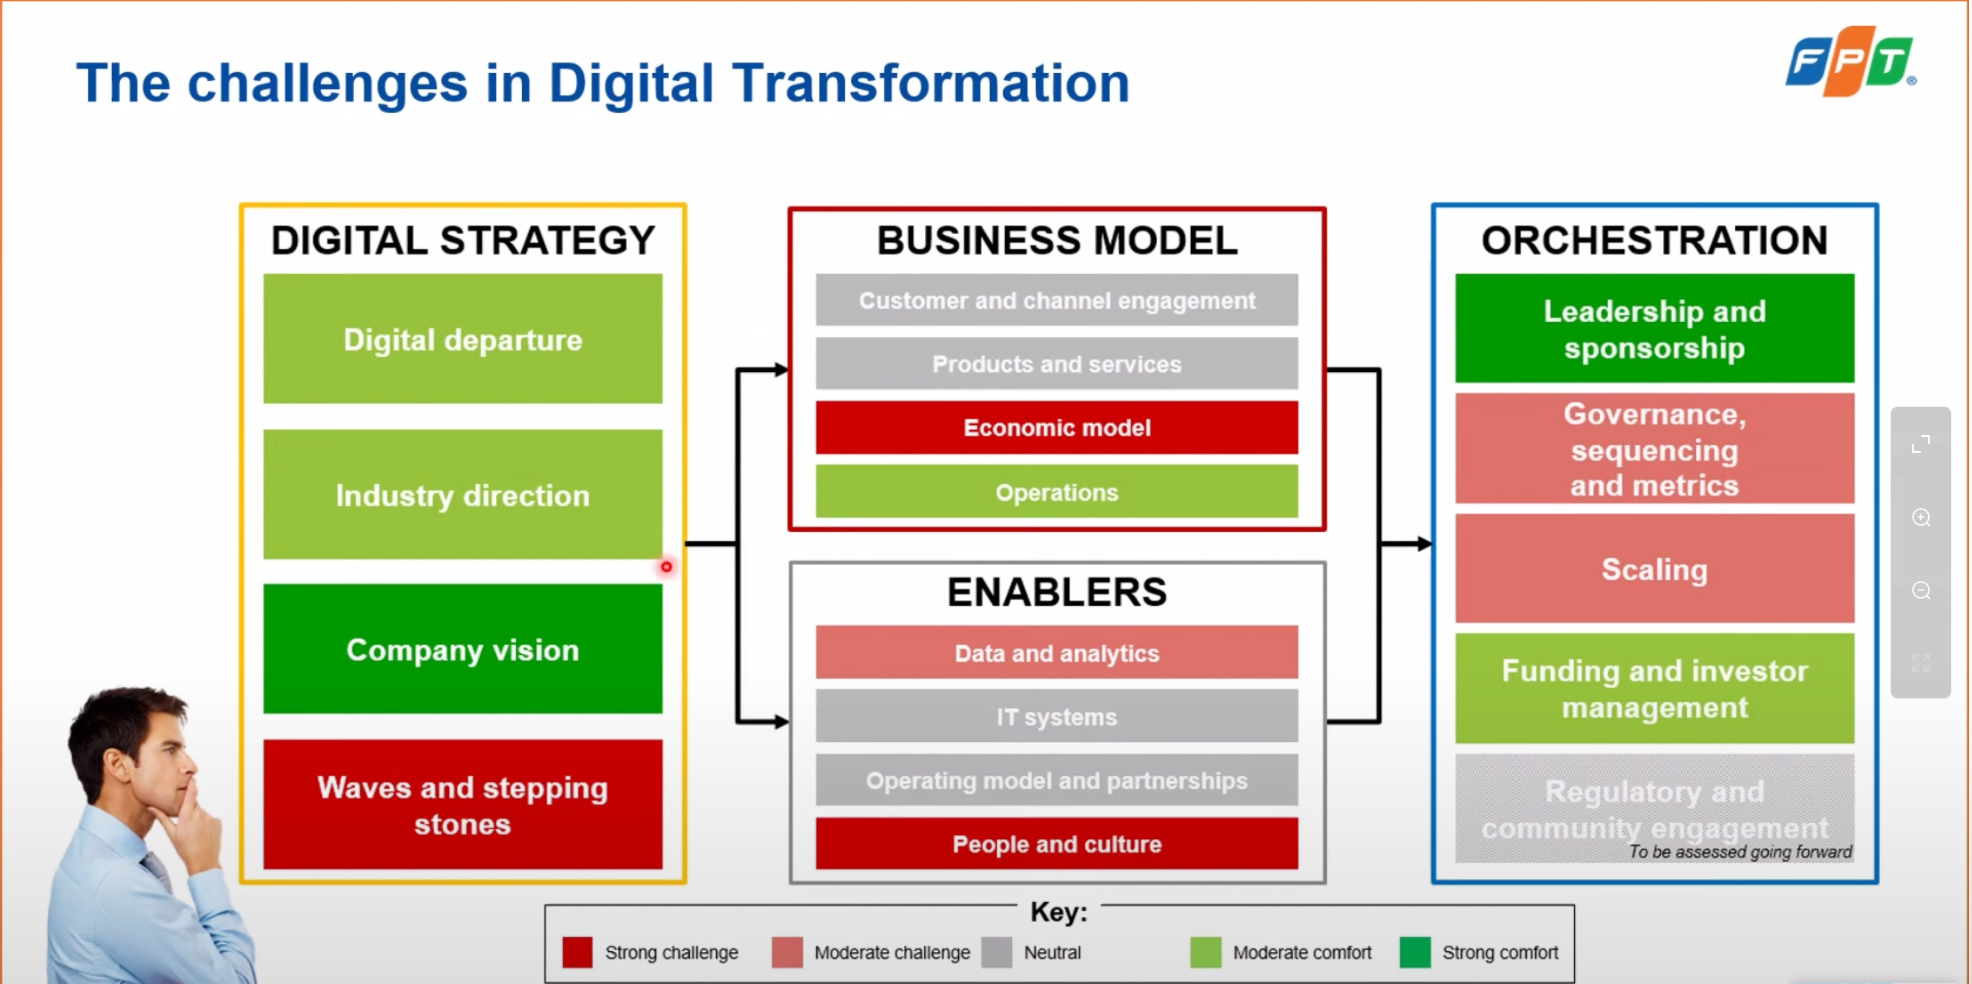 The challenges in Digital Transformation
FPT®
DIGITAL STRATEGY
Digital departure
Industry direction
Company vision
Waves and stepping
stones
BUSINESS MODEL
Customer and channel engagement
Products and services
Economic model
Operations
ENABLERS
Data and analytics
IT systems
Operating model and partnerships
People and culture
ORCHESTRATION
Leadership and
sponsorship
Governance,
sequencing
and metrics
Scaling
Funding and investor
management
Regulatory and
community engagement
To be assessed going forward
Key:
Strong challenge
Moderate challenge
Neutral
Moderate comfort
Strong comfort